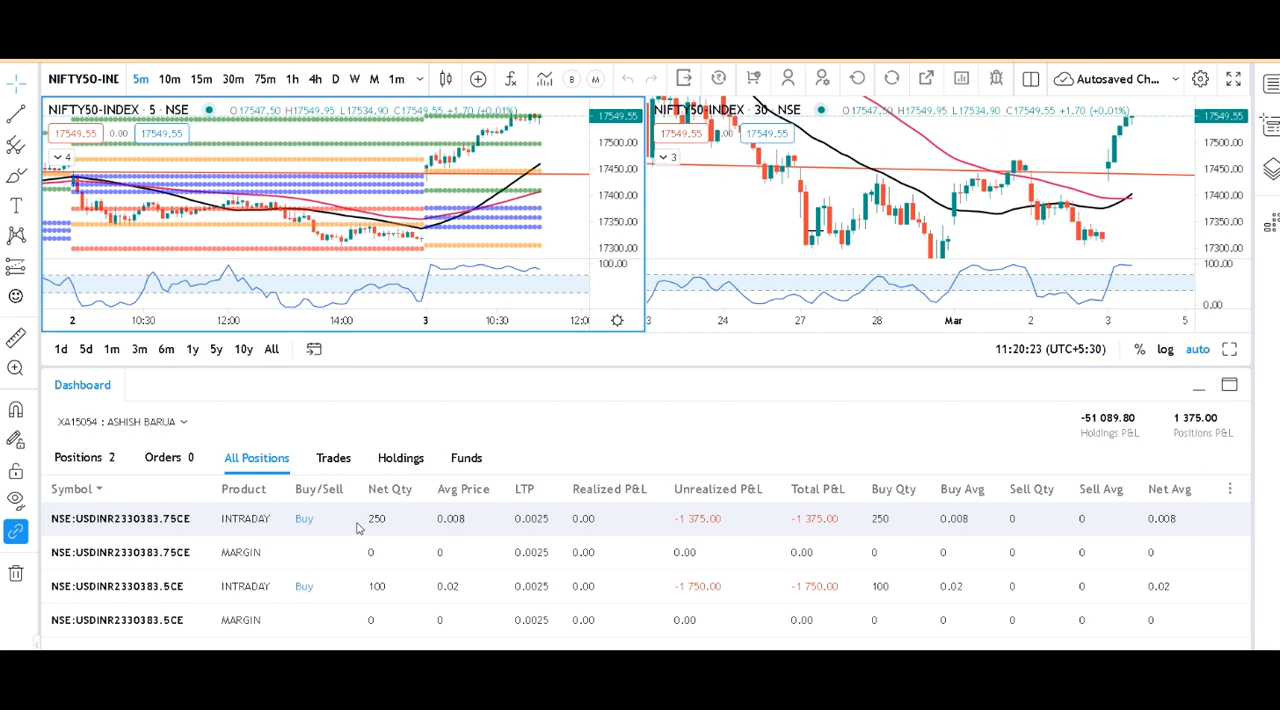 NIFTY50-INE 5m 10m 15m 30m 75m 1h 4h D W M 1m B M Autosaved Ch...
NIFTY50-INDEX · 5 · NSE O17547.50 H17549.95 L17534.90 C17549.55 +1.70 (+0.01%)
17549.55 0.00 17549.55
4
17549.55
17500.00
17450.00
17400.00
17350.00
17300.00
100.00
2 10:30 12:00 14:00 3 10:30 12:0
NIFTY50-INDEX · 30 · NSE O17547.50 H17549.95 L17534.90 C17549.55 +1.70 (+0.01%)
17549.55 17549.55
3
17549.55
17500.00
17450.00
17400.00
17350.00
17300.00
100.00
0.00
3 24 27 28 Mar 2 3 5
1d 5d 1m 3m 6m 1y 5y 10y All 11:20:23 (UTC+5:30) % log auto
Dashboard
XA15054 : ASHISH BARUA
-51 089.80 1 375.00
Holdings P&L Positions P&L
Positions 2 Orders 0 All Positions Trades Holdings Funds
Symbol Product Buy/Sell Net Qty Avg Price LTP Realized P&L Unrealized P&L Total P&L Buy Qty Buy Avg Sell Qty Sell Avg Net Avg
NSE:USDINR2330383.75CE INTRADAY Buy 250 0.008 0.0025 0.00 -1 375.00 -1 375.00 250 0.008 0 0 0.008
NSE:USDINR2330383.75CE MARGIN 0 0 0.0025 0.00 0.00 0.00 0 0 0 0 0
NSE:USDINR2330383.5CE INTRADAY Buy 100 0.02 0.0025 0.00 -1 750.00 -1 750.00 100 0.02 0 0 0.02
NSE:USDINR2330383.5CE MARGIN 0 0 0.0025 0.00 0.00 0.00 0 0 0 0 0